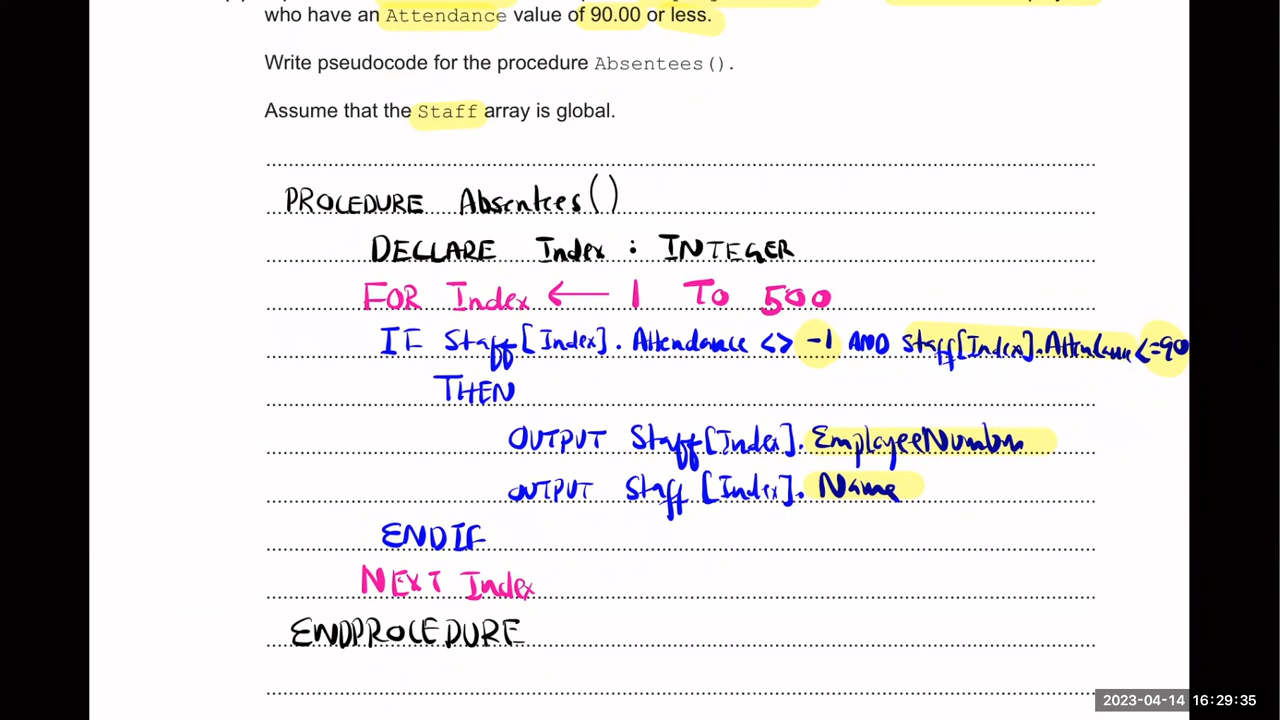 who have an Attendance value of 90.00 or less.
Write pseudocode for the procedure Absentees().
Assume that the Staff array is global.
PROCEDURE Absentees()
DECLARE Index : INTEGER
FOR Index ← 1 TO 500
IF Staff[Index].Attendance <> -1 AND Staff[Index].Attendance <=90
THEN
OUTPUT Staff[Index].EmployeeNumber
OUTPUT Staff[Index].Name
ENDIF
NEXT Index
ENDPROCEDURE
2023-04-14 16:29:35